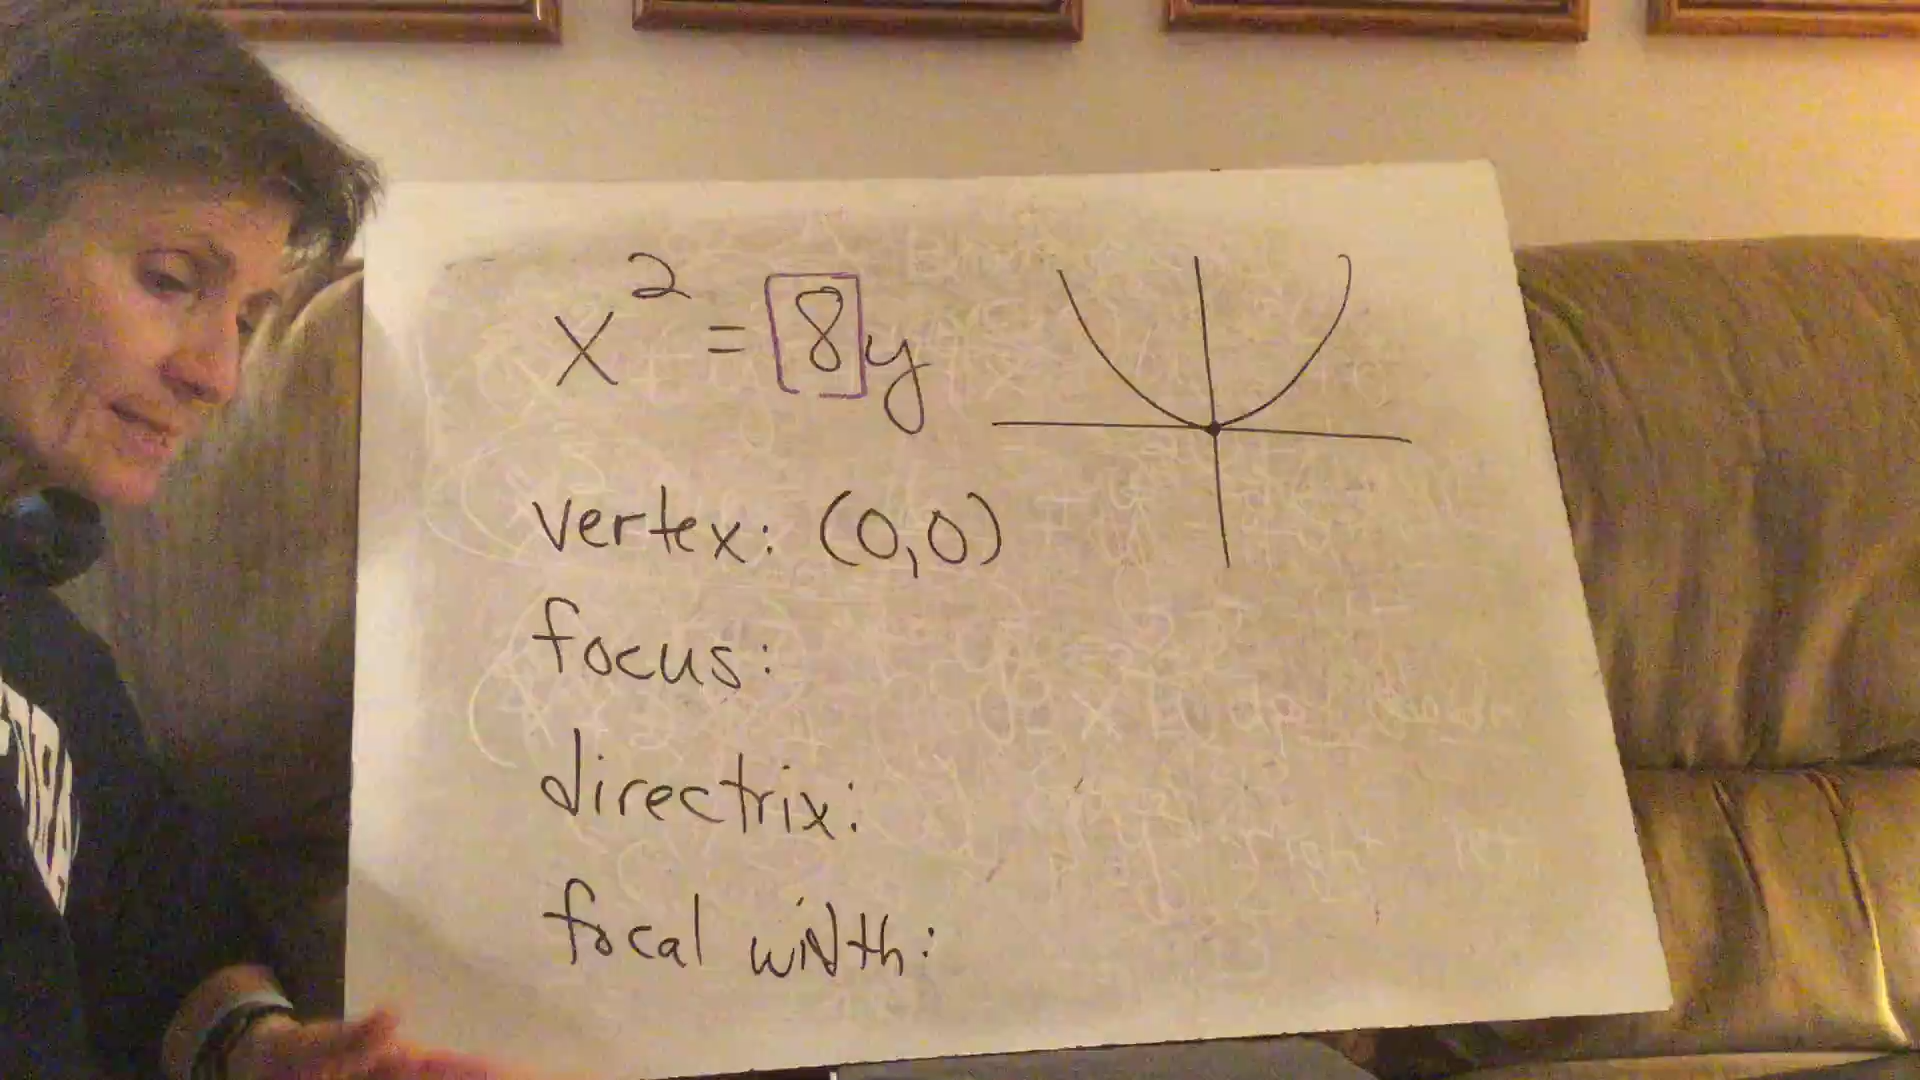 x² = 8y
vertex: (0,0)
focus:
directrix:
focal width: